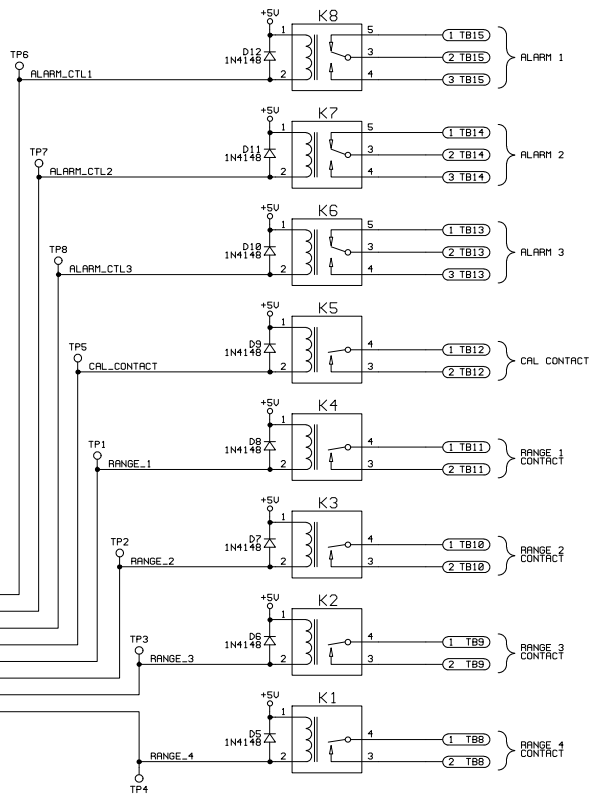 K8
+5V
1
5
1 TB15
TP6
D12
1N4148
3
2 TB15
ALARM 1
ALARM_CTL1
2
4
3 TB15
K7
+5V
1
5
1 TB14
TP7
D11
1N4148
3
2 TB14
ALARM 2
ALARM_CTL2
2
4
3 TB14
K6
+5V
1
5
1 TB13
TP8
D10
1N4148
3
2 TB13
ALARM 3
ALARM_CTL3
2
4
3 TB13
K5
+5V
1
TP5
D9
1N4148
4
1 TB12
CAL CONTACT
CAL_CONTACT
2
3
2 TB12
K4
+5V
1
TP1
D8
1N4148
4
1 TB11
RANGE 1
CONTACT
RANGE_1
2
3
2 TB11
K3
+5V
1
TP2
D7
1N4148
4
1 TB10
RANGE 2
CONTACT
RANGE_2
2
3
2 TB10
K2
+5V
1
TP3
D6
1N4148
4
1 TB9
RANGE 3
CONTACT
RANGE_3
2
3
2 TB9
K1
+5V
1
D5
1N4148
4
1 TB8
RANGE 4
CONTACT
RANGE_4
2
3
2 TB8
TP4